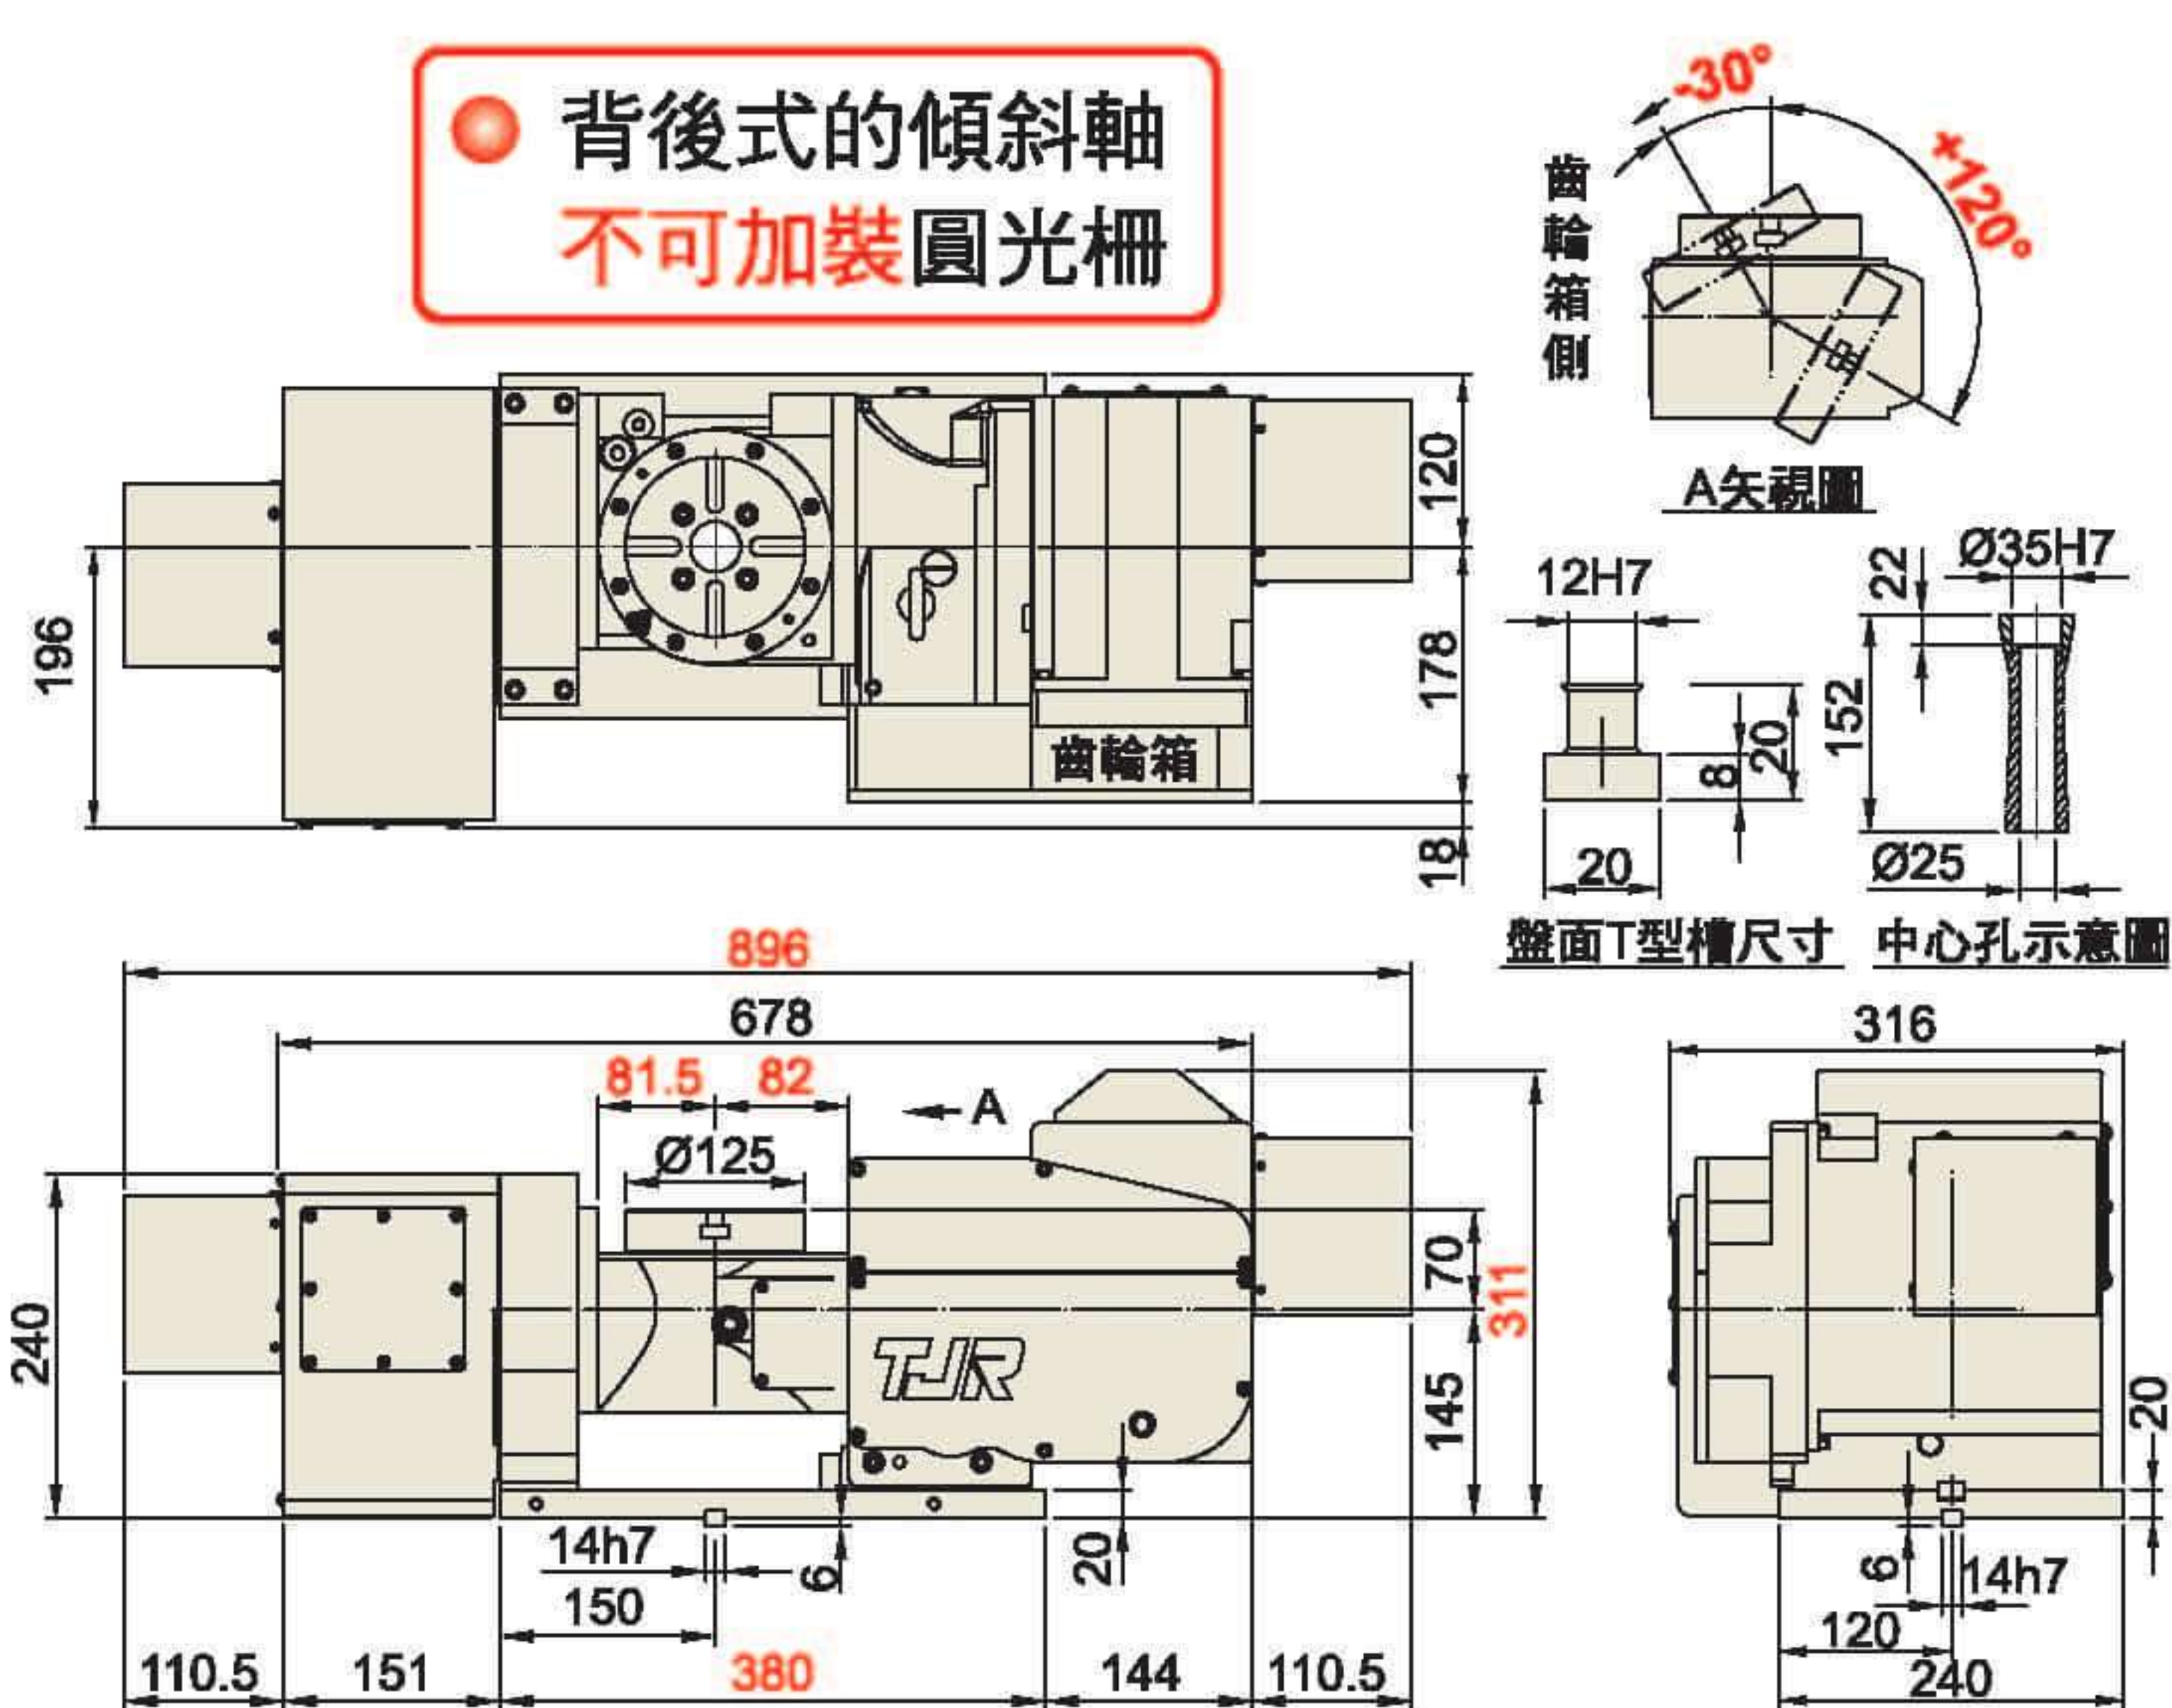 背後式的傾斜軸
不可加裝圓光柵
-30°
+120°
齒輪箱側
A矢視圖
196
120
178
18
齒輪箱
12H7
20
8
20
盤面T型槽尺寸
Ø35H7
22
152
Ø25
中心孔示意圖
896
678
81.5
82
A
Ø125
240
70
311
145
TJR
14h7
6
20
150
110.5
151
380
144
110.5
316
20
6
14h7
120
240